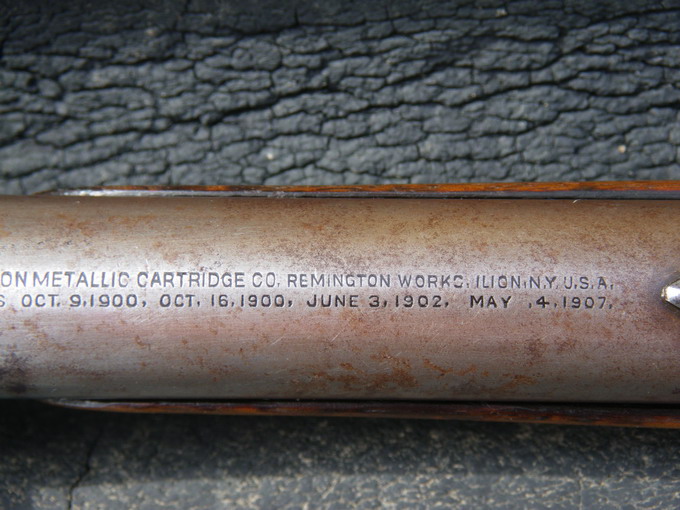 ON METALLIC CARTRIDGE CO. REMINGTON WORKS. ILION, N.Y. U.S.A.
S OCT. 9, 1900, OCT. 16, 1900, JUNE 3, 1902, MAY 14, 1907.